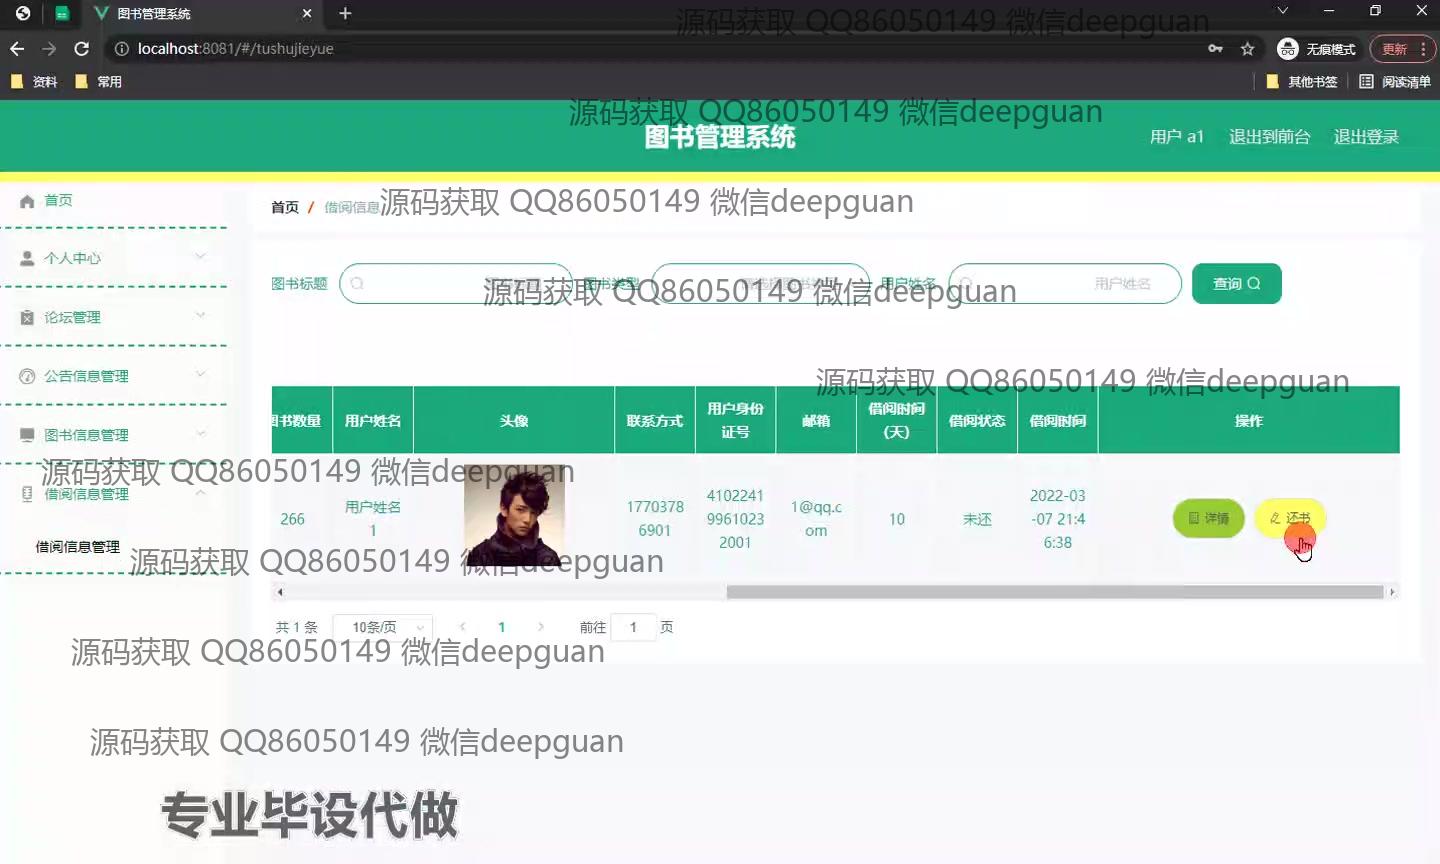 图书管理系统
源码获取 QQ86050149 微信deepguan
localhost:8081/#/tushujieyue
无痕模式
更新
资料
常用
其他书签
阅读清单
源码获取 QQ86050149 微信deepguan
图书管理系统
用户 a1
退出到前台
退出登录
首页
首页 / 借阅信息
源码获取 QQ86050149 微信deepguan
个人中心
图书标题
图书类型
用户姓名
用户姓名
查询
源码获取 QQ86050149 微信deepguan
论坛管理
公告信息管理
源码获取 QQ86050149 微信deepguan
图书数量
用户姓名
头像
联系方式
用户身份
证号
邮箱
借阅时间
(天)
借阅状态
借阅时间
操作
图书信息管理
源码获取 QQ86050149 微信deepguan
借阅信息管理
266
用户姓名
1
1770378
6901
4102241
9961023
2001
1@qq.c
om
10
未还
2022-03
-07 21:4
6:38
详情
还书
借阅信息管理
源码获取 QQ86050149 微信deepguan
共 1 条
10条/页
1
前往
1
页
源码获取 QQ86050149 微信deepguan
源码获取 QQ86050149 微信deepguan
专业毕设代做